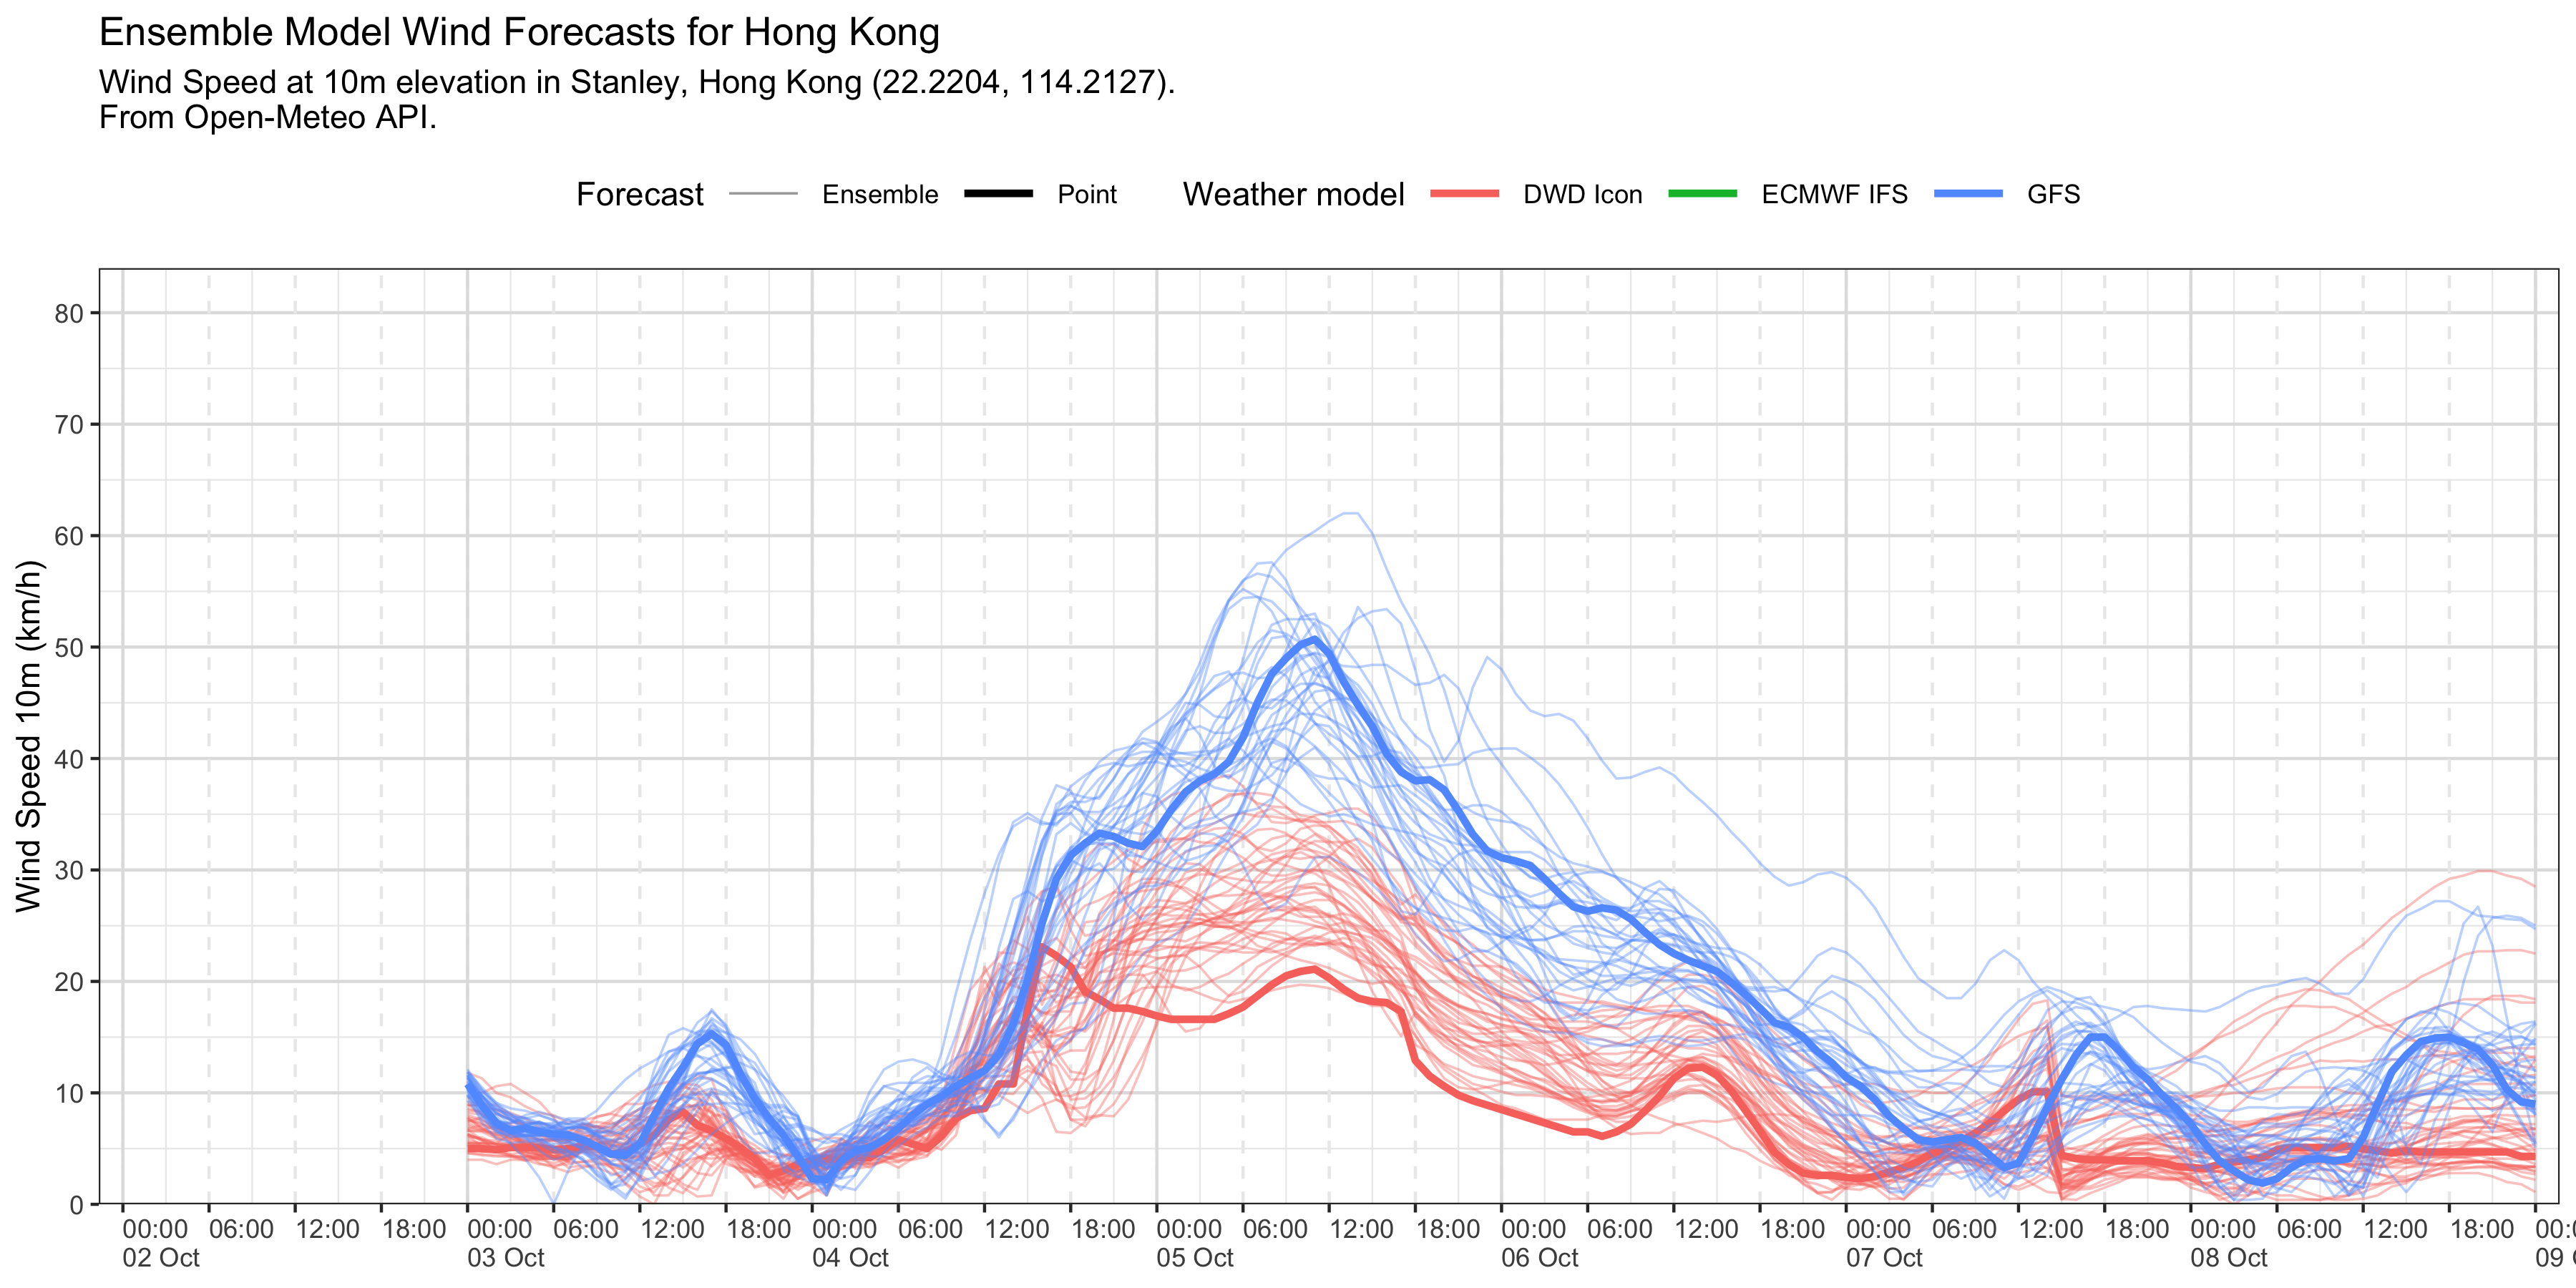 Ensemble Model Wind Forecasts for Hong Kong
Wind Speed at 10m elevation in Stanley, Hong Kong (22.2204, 114.2127).
From Open-Meteo API.
Forecast Ensemble Point Weather model DWD Icon ECMWF IFS GFS
Wind Speed 10m (km/h)
80
70
60
50
40
30
20
10
0
00:00 06:00 12:00 18:00 00:00 06:00 12:00 18:00 00:00 06:00 12:00 18:00 00:00 06:00 12:00 18:00 00:00 06:00 12:00 18:00 00:00 06:00 12:00 18:00 00:00 06:00 12:00 18:00
02 Oct 03 Oct 04 Oct 05 Oct 06 Oct 07 Oct 08 Oct 09